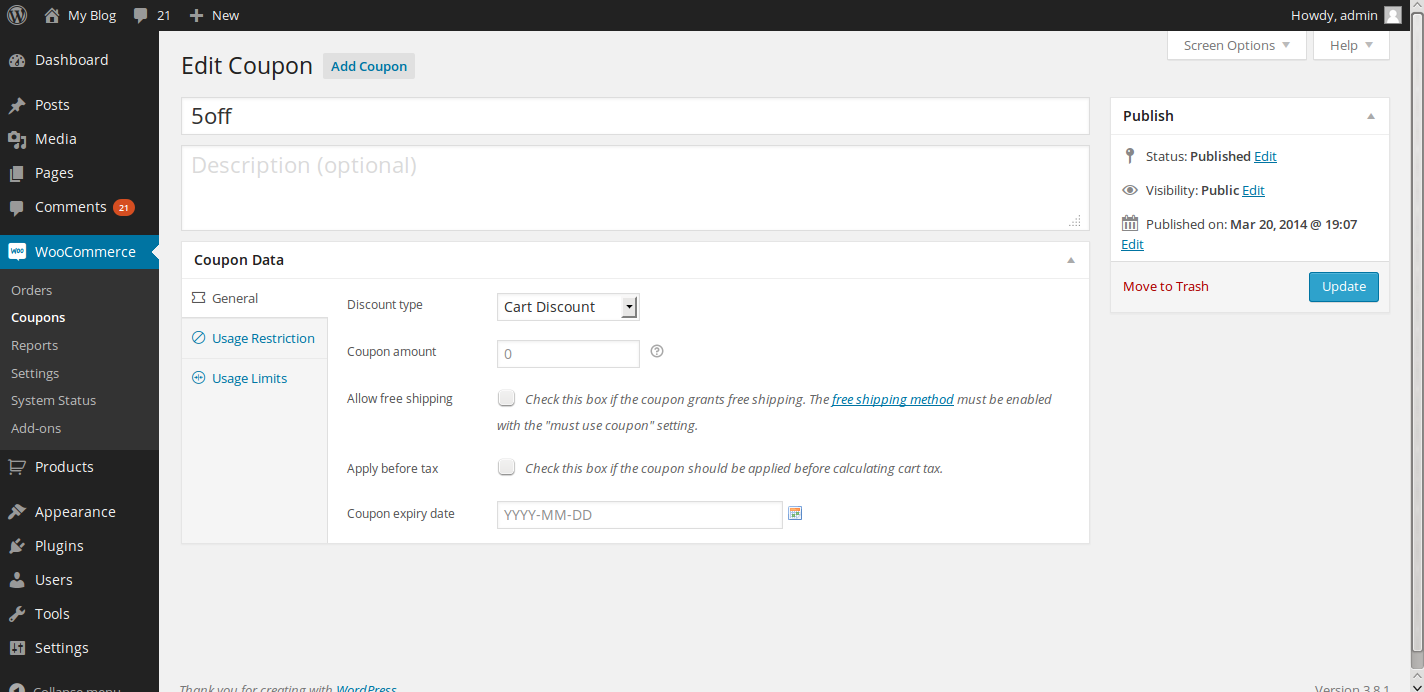 My Blog 21 New Howdy, admin
Screen Options Help
Dashboard
Posts
Media
Pages
Comments 21
WooCommerce
Orders
Coupons
Reports
Settings
System Status
Add-ons
Products
Appearance
Plugins
Users
Tools
Settings
Collapse menu
Edit Coupon Add Coupon
5off
Description (optional)
Coupon Data
General
Usage Restriction
Usage Limits
Discount type Cart Discount
Coupon amount 0
Allow free shipping Check this box if the coupon grants free shipping. The free shipping method must be enabled
with the "must use coupon" setting.
Apply before tax Check this box if the coupon should be applied before calculating cart tax.
Coupon expiry date YYYY-MM-DD
Publish
Status: Published Edit
Visibility: Public Edit
Published on: Mar 20, 2014 @ 19:07
Edit
Move to Trash Update
Thank you for creating with WordPress
Version 3.8.1